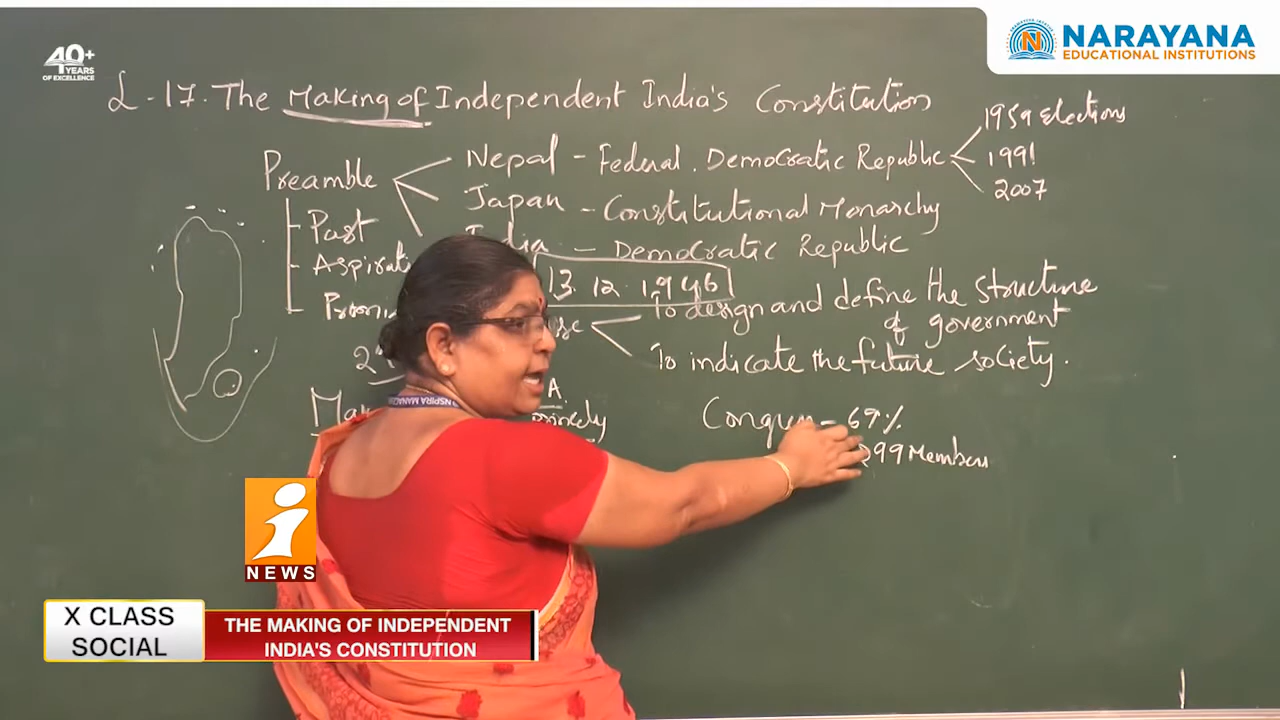 40+
YEARS
OF EXCELLENCE
NARAYANA
EDUCATIONAL INSTITUTIONS
L-17. The Making of Independent India's Constitution
1959 Elections
Preamble
Nepal - Federal. Democratic Republic
1991
2007
Past
Japan - Constitutional Monarchy
India - Democratic Republic
13.12.1946
To design and define the structure
of government
To indicate the future society.
A
69%
299 Members
NEWS
X CLASS
SOCIAL
THE MAKING OF INDEPENDENT
INDIA'S CONSTITUTION